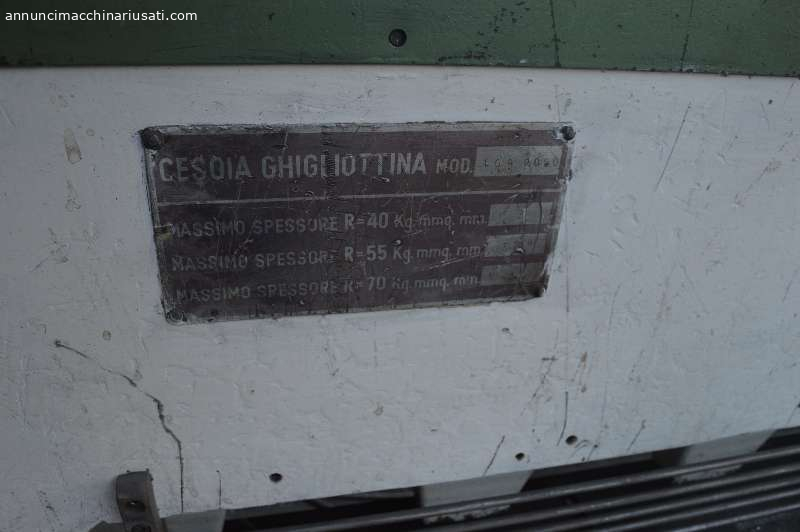 annuncimacchinariusati.com
CESOIA GHIGLIOTTINA MOD.
MASSIMO SPESSORE R=40 Kg.mmq. mm.
MASSIMO SPESSORE R=55 Kg.mmq. mm.
MASSIMO SPESSORE R=70 Kg.mmq. mm.